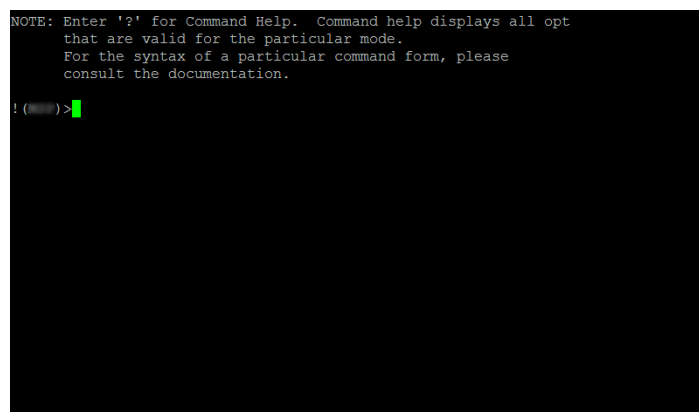 NOTE: Enter '?' for Command Help.  Command help displays all opt
      that are valid for the particular mode.
      For the syntax of a particular command form, please
      consult the documentation.
!( )>